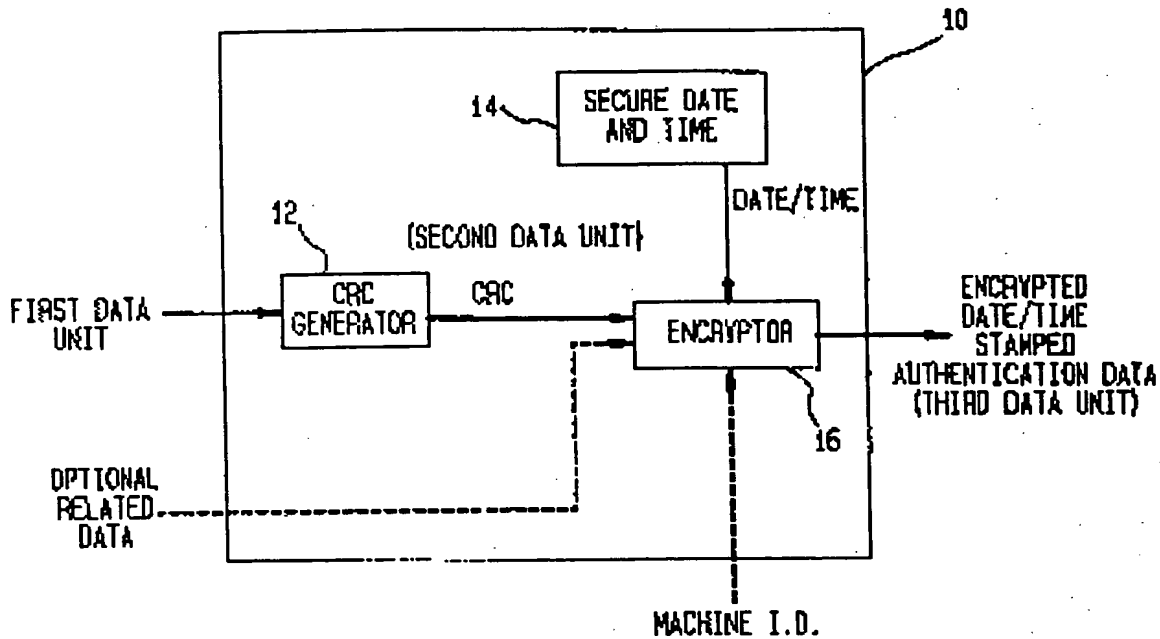 10
14
SECURE DATE
AND TIME
DATE/TIME
12
(SECOND DATA UNIT)
FIRST DATA
UNIT
CRC
GENERATOR
CRC
ENCRYPTOR
ENCRYPTED
DATE/TIME
STAMPED
AUTHENTICATION DATA
(THIRD DATA UNIT)
16
OPTIONAL
RELATED
DATA
MACHINE I.D.